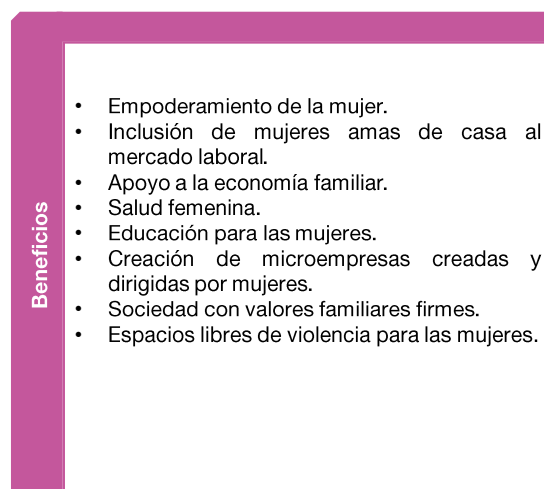 Beneficios
• Empoderamiento de la mujer.
• Inclusión de mujeres amas de casa al
mercado laboral.
• Apoyo a la economía familiar.
• Salud femenina.
• Educación para las mujeres.
• Creación de microempresas creadas y
dirigidas por mujeres.
• Sociedad con valores familiares firmes.
• Espacios libres de violencia para las mujeres.